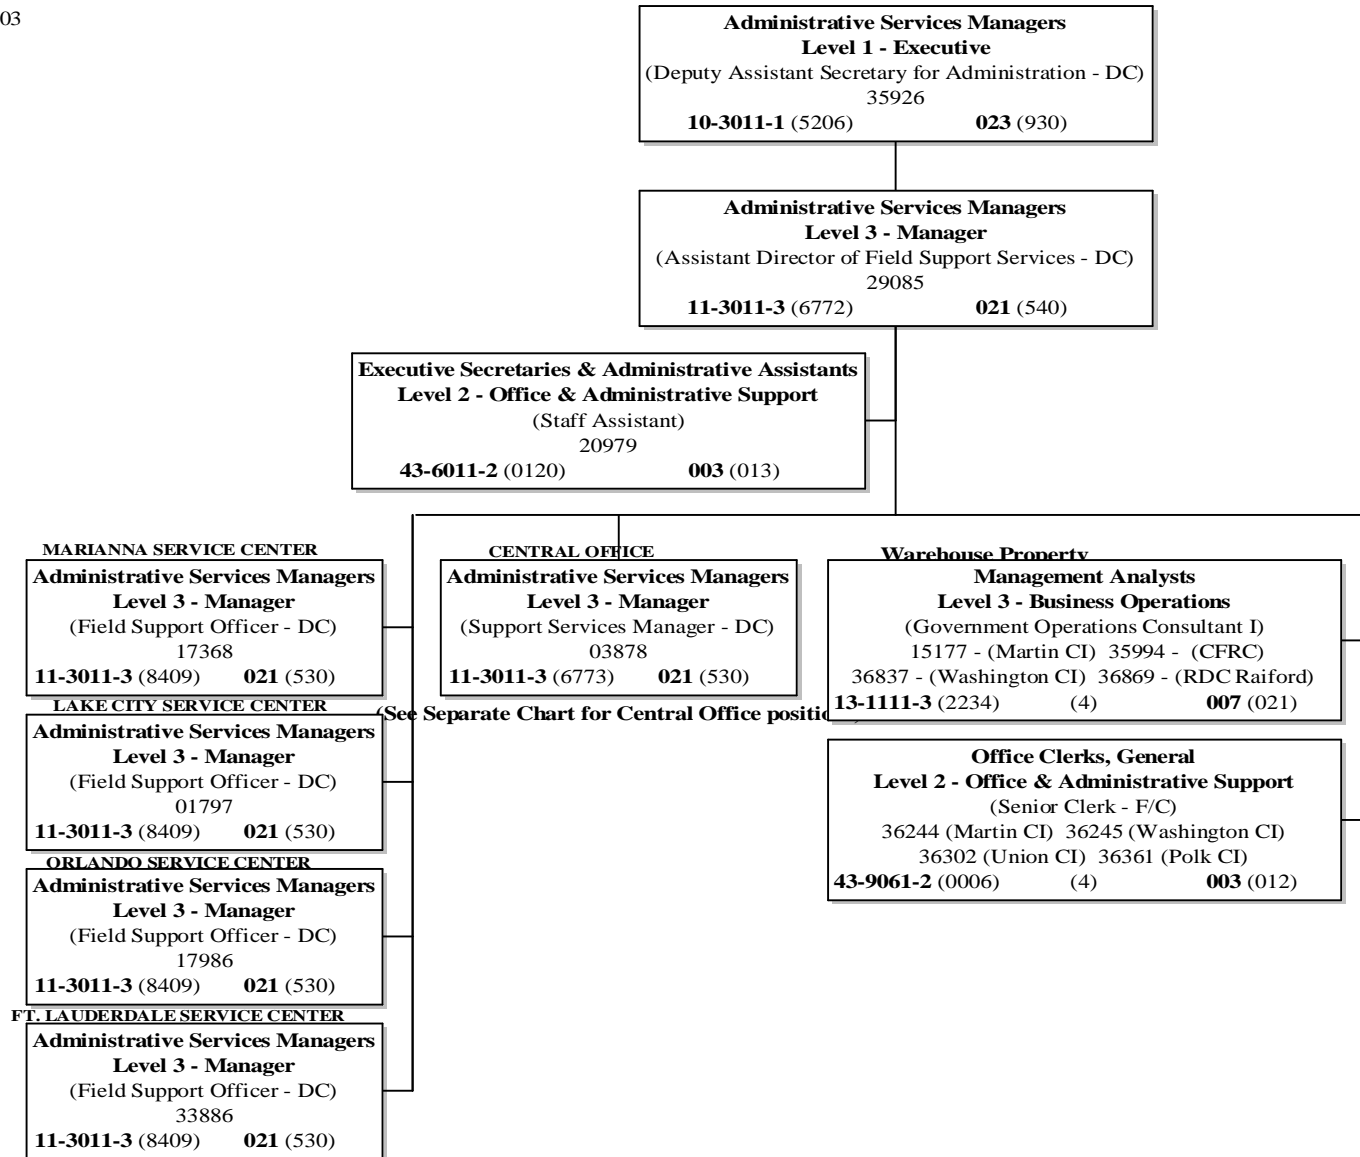 03
Administrative Services Managers
Level 1 - Executive
(Deputy Assistant Secretary for Administration - DC)
35926
10-3011-1 (5206) 023 (930)
Administrative Services Managers
Level 3 - Manager
(Assistant Director of Field Support Services - DC)
29085
11-3011-3 (6772) 021 (540)
Executive Secretaries & Administrative Assistants
Level 2 - Office & Administrative Support
(Staff Assistant)
20979
43-6011-2 (0120) 003 (013)
MARIANNA SERVICE CENTER
Administrative Services Managers
Level 3 - Manager
(Field Support Officer - DC)
17368
11-3011-3 (8409) 021 (530)
LAKE CITY SERVICE CENTER
Administrative Services Managers
Level 3 - Manager
(Field Support Officer - DC)
01797
11-3011-3 (8409) 021 (530)
ORLANDO SERVICE CENTER
Administrative Services Managers
Level 3 - Manager
(Field Support Officer - DC)
17986
11-3011-3 (8409) 021 (530)
FT. LAUDERDALE SERVICE CENTER
Administrative Services Managers
Level 3 - Manager
(Field Support Officer - DC)
33886
11-3011-3 (8409) 021 (530)
CENTRAL OFFICE
Administrative Services Managers
Level 3 - Manager
(Support Services Manager - DC)
03878
11-3011-3 (6773) 021 (530)
(See Separate Chart for Central Office
Warehouse Property
Management Analysts
Level 3 - Business Operations
(Government Operations Consultant I)
15177 - (Martin CI) 35994 - (CFRC)
36837 - (Washington CI) 36869 - (RDC Raiford)
13-1111-3 (2234) (4) 007 (021)
Office Clerks, General
Level 2 - Office & Administrative Support
(Senior Clerk - F/C)
36244 (Martin CI) 36245 (Washington CI)
36302 (Union CI) 36361 (Polk CI)
43-9061-2 (0006) (4) 003 (012)